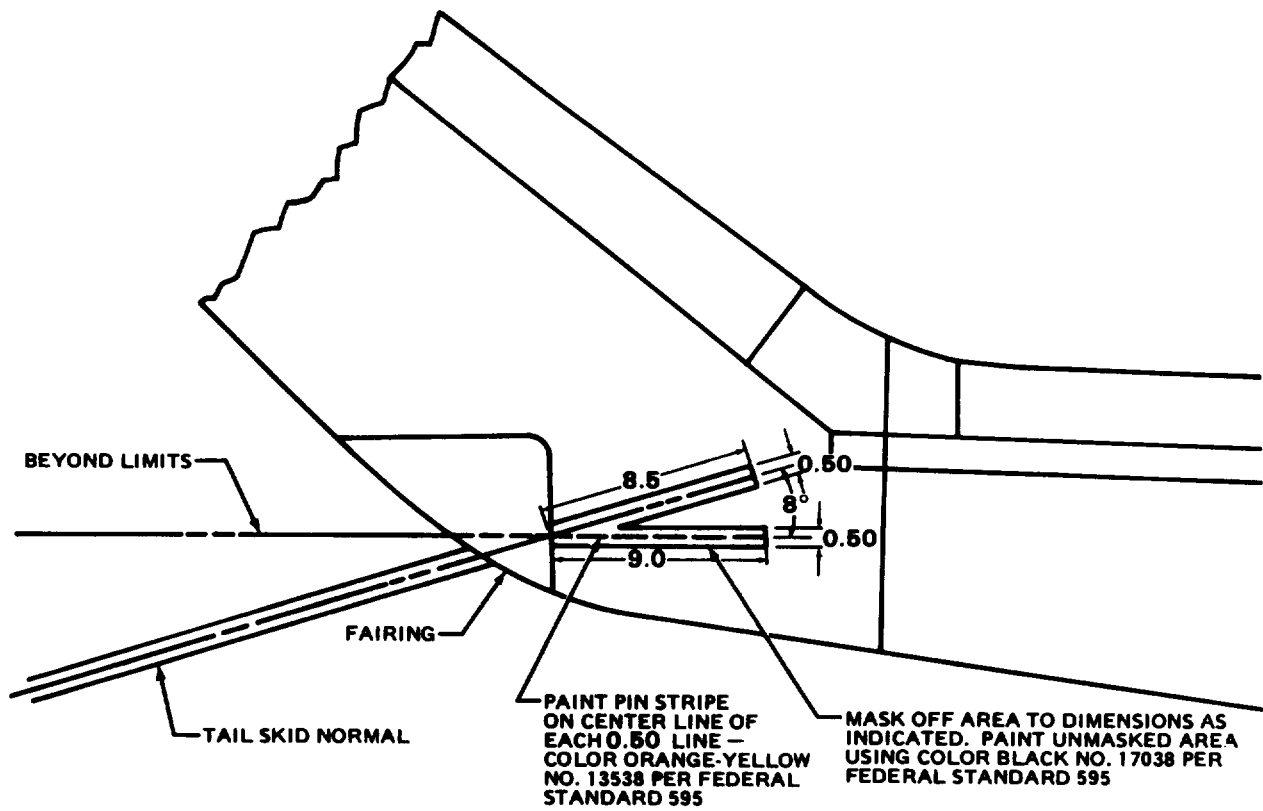 BEYOND LIMITS
8.5
0.50
8°
0.50
9.0
FAIRING
TAIL SKID NORMAL
PAINT PIN STRIPE
ON CENTER LINE OF
EACH 0.50 LINE –
COLOR ORANGE-YELLOW
NO. 13538 PER FEDERAL
STANDARD 595
MASK OFF AREA TO DIMENSIONS AS
INDICATED. PAINT UNMASKED AREA
USING COLOR BLACK NO. 17038 PER
FEDERAL STANDARD 595